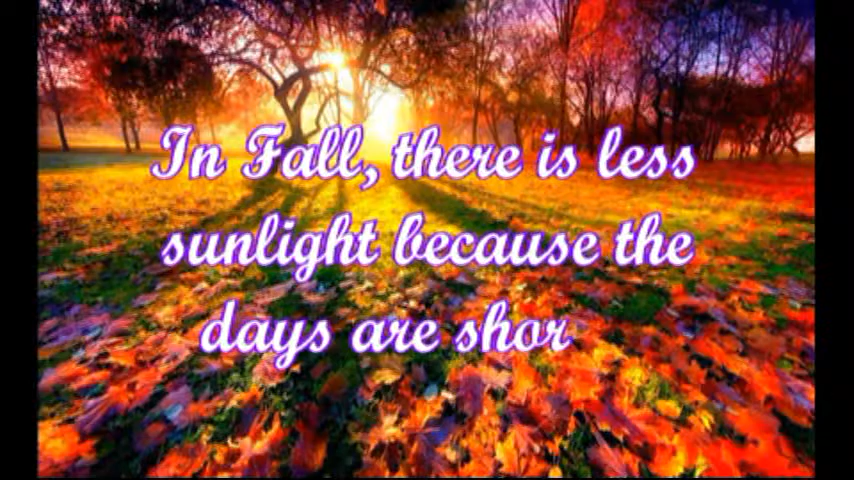 In Fall, there is less
sunlight because the
days are shor